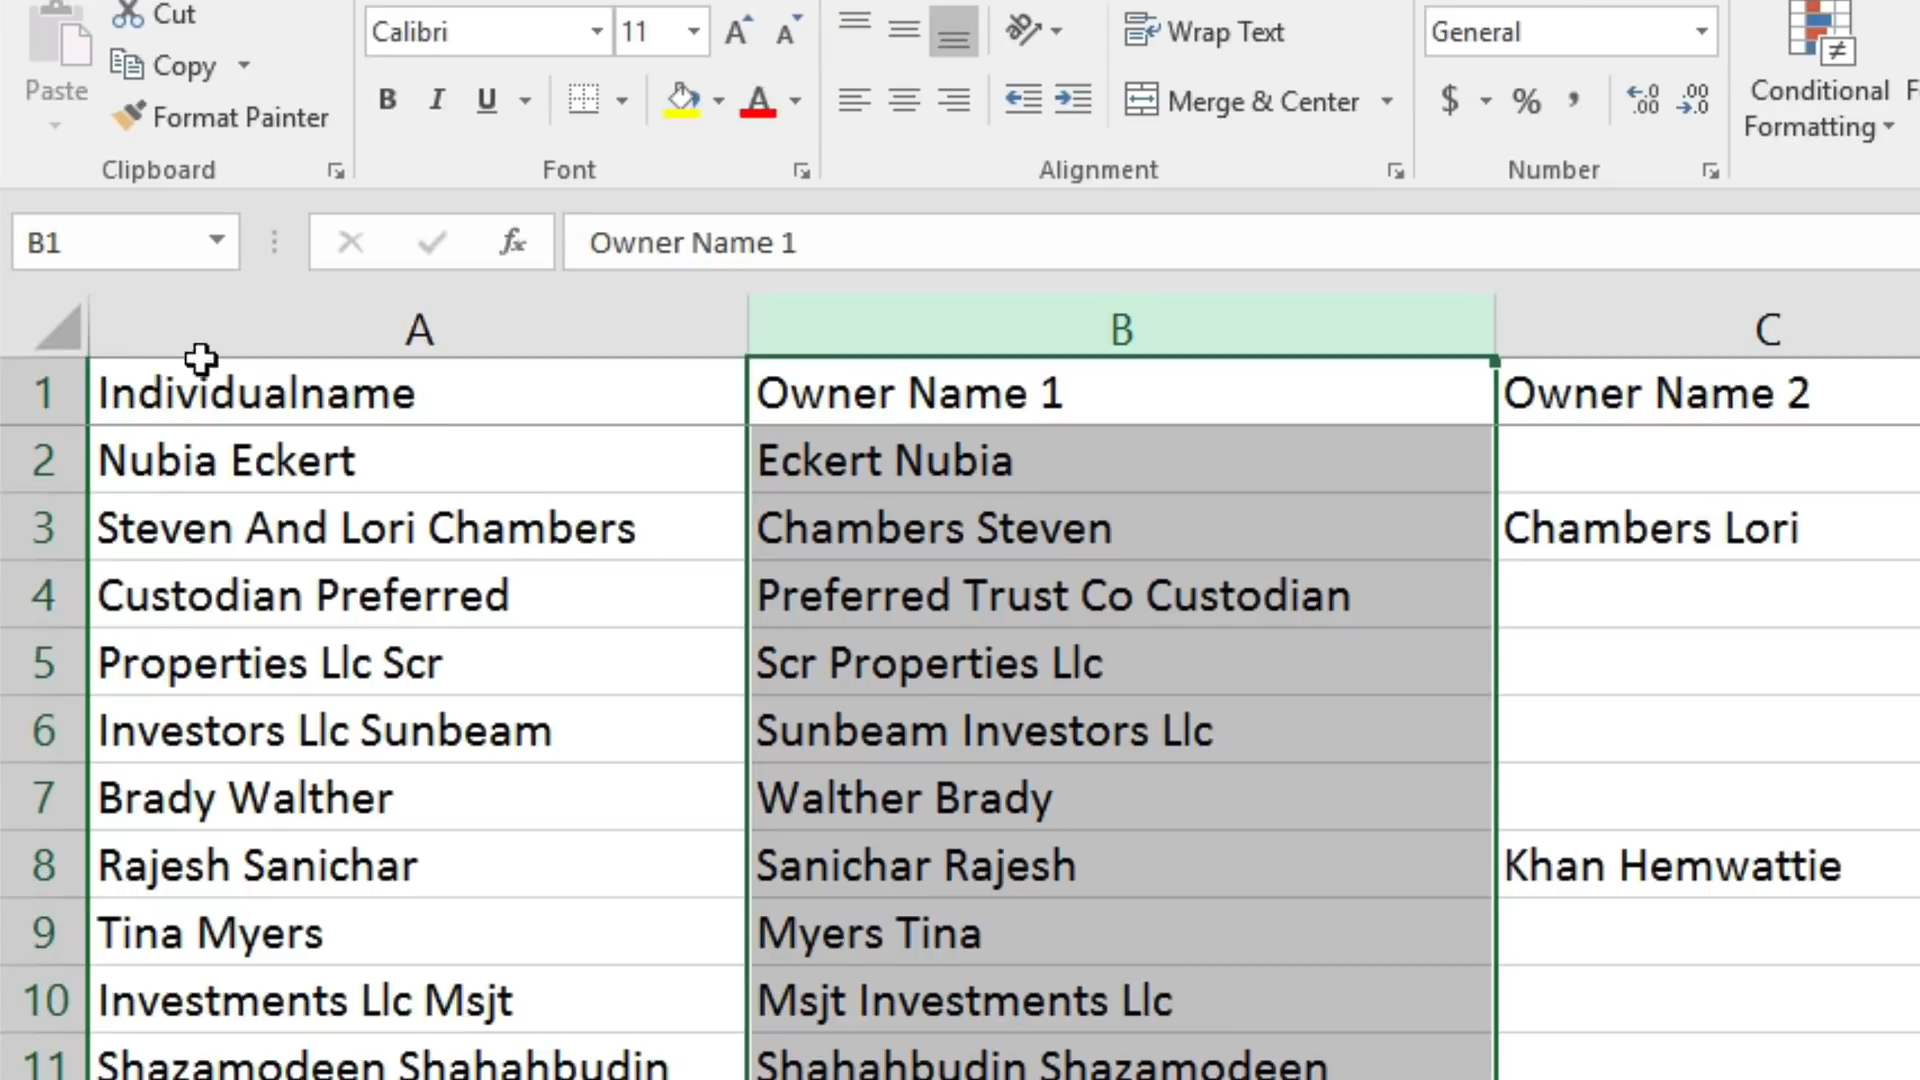 Cut
Calibri
11
Wrap Text
General
Copy
Paste
B I U
Merge & Center
$ % ,
Conditional
Formatting
Format Painter
Clipboard
Font
Alignment
Number
B1
fx
Owner Name 1
A B C
1 Individualname Owner Name 1 Owner Name 2
2 Nubia Eckert Eckert Nubia
3 Steven And Lori Chambers Chambers Steven Chambers Lori
4 Custodian Preferred Preferred Trust Co Custodian
5 Properties Llc Scr Scr Properties Llc
6 Investors Llc Sunbeam Sunbeam Investors Llc
7 Brady Walther Walther Brady
8 Rajesh Sanichar Sanichar Rajesh Khan Hemwattie
9 Tina Myers Myers Tina
10 Investments Llc Msjt Msjt Investments Llc
11 Shazamodeen Shahahbudin Shahahbudin Shazamodeen